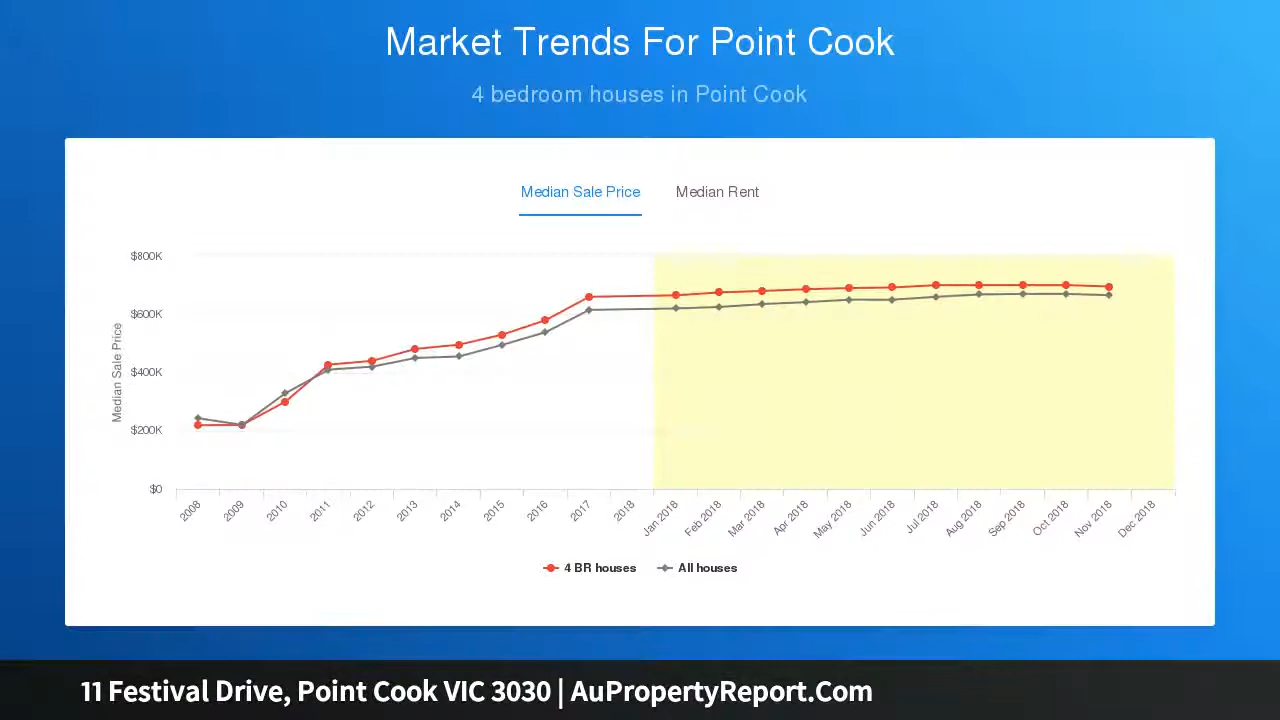 Market Trends For Point Cook
4 bedroom houses in Point Cook
Median Sale Price Median Rent
Median Sale Price
$800K
$600K
$400K
$200K
$0
2008 2009 2010 2011 2012 2013 2014 2015 2016 2017 2018 Jan 2018 Feb 2018 Mar 2018 Apr 2018 May 2018 Jun 2018 Jul 2018 Aug 2018 Sep 2018 Oct 2018 Nov 2018 Dec 2018
4 BR houses All houses
11 Festival Drive, Point Cook VIC 3030 | AuPropertyReport.Com